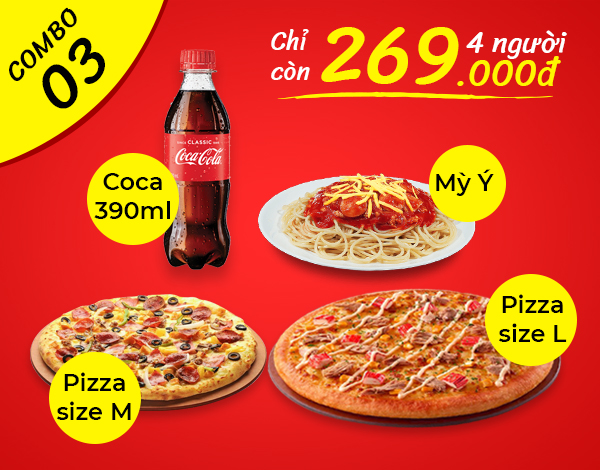 COMBO
03
Chỉ
còn
269.000đ
4 người
CLASSIC
Coca-Cola
Coca
390ml
Mỳ Ý
Pizza
size L
Pizza
size M